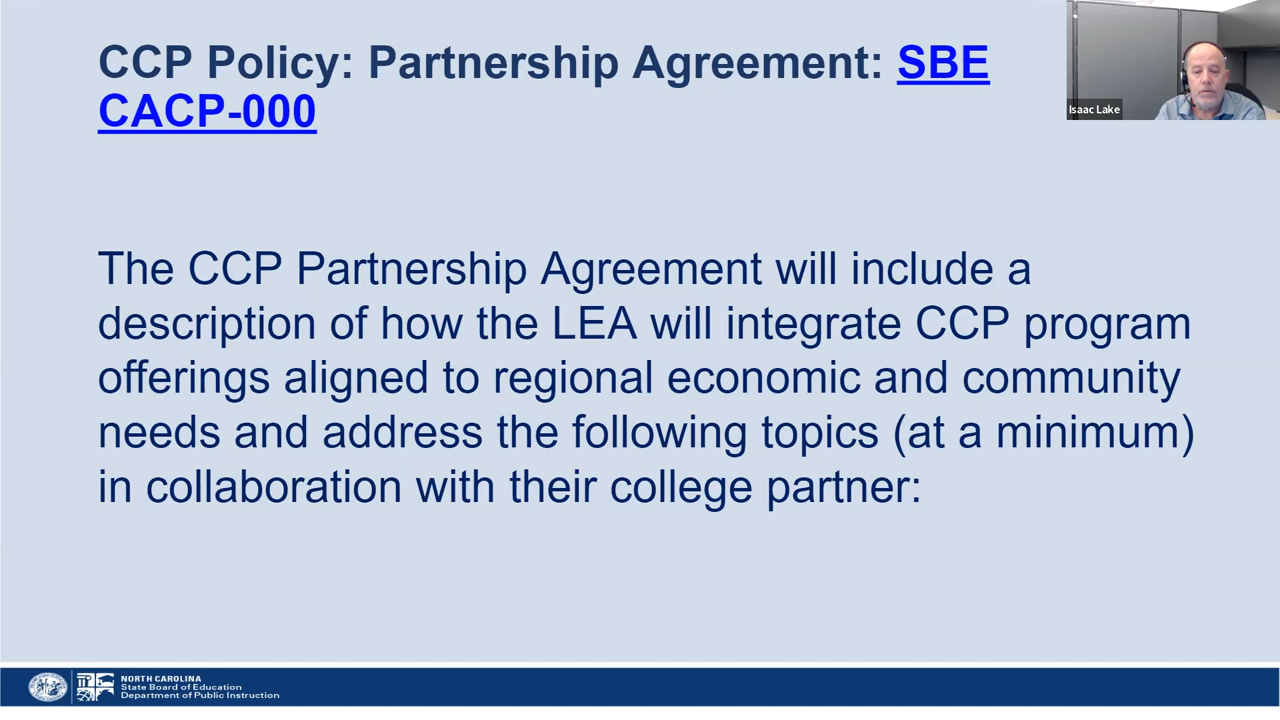 CCP Policy: Partnership Agreement: SBE
CACP-000
Isaac Lake
The CCP Partnership Agreement will include a
description of how the LEA will integrate CCP program
offerings aligned to regional economic and community
needs and address the following topics (at a minimum)
in collaboration with their college partner:
NORTH CAROLINA
State Board of Education
Department of Public Instruction